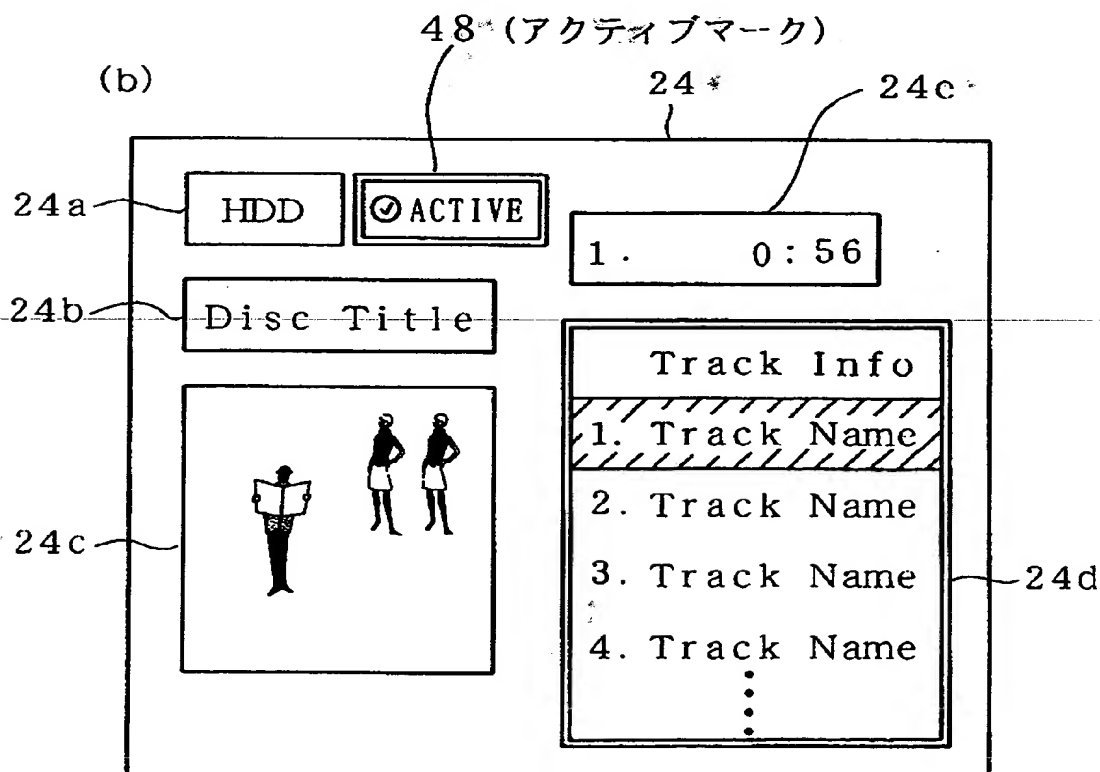 48 (アクティブマーク)
(b)
24
24c
24a
HDD
ACTIVE
1. 0:56
24b
Disc Title
Track Info
1. Track Name
2. Track Name
24c
3. Track Name
24d
4. Track Name